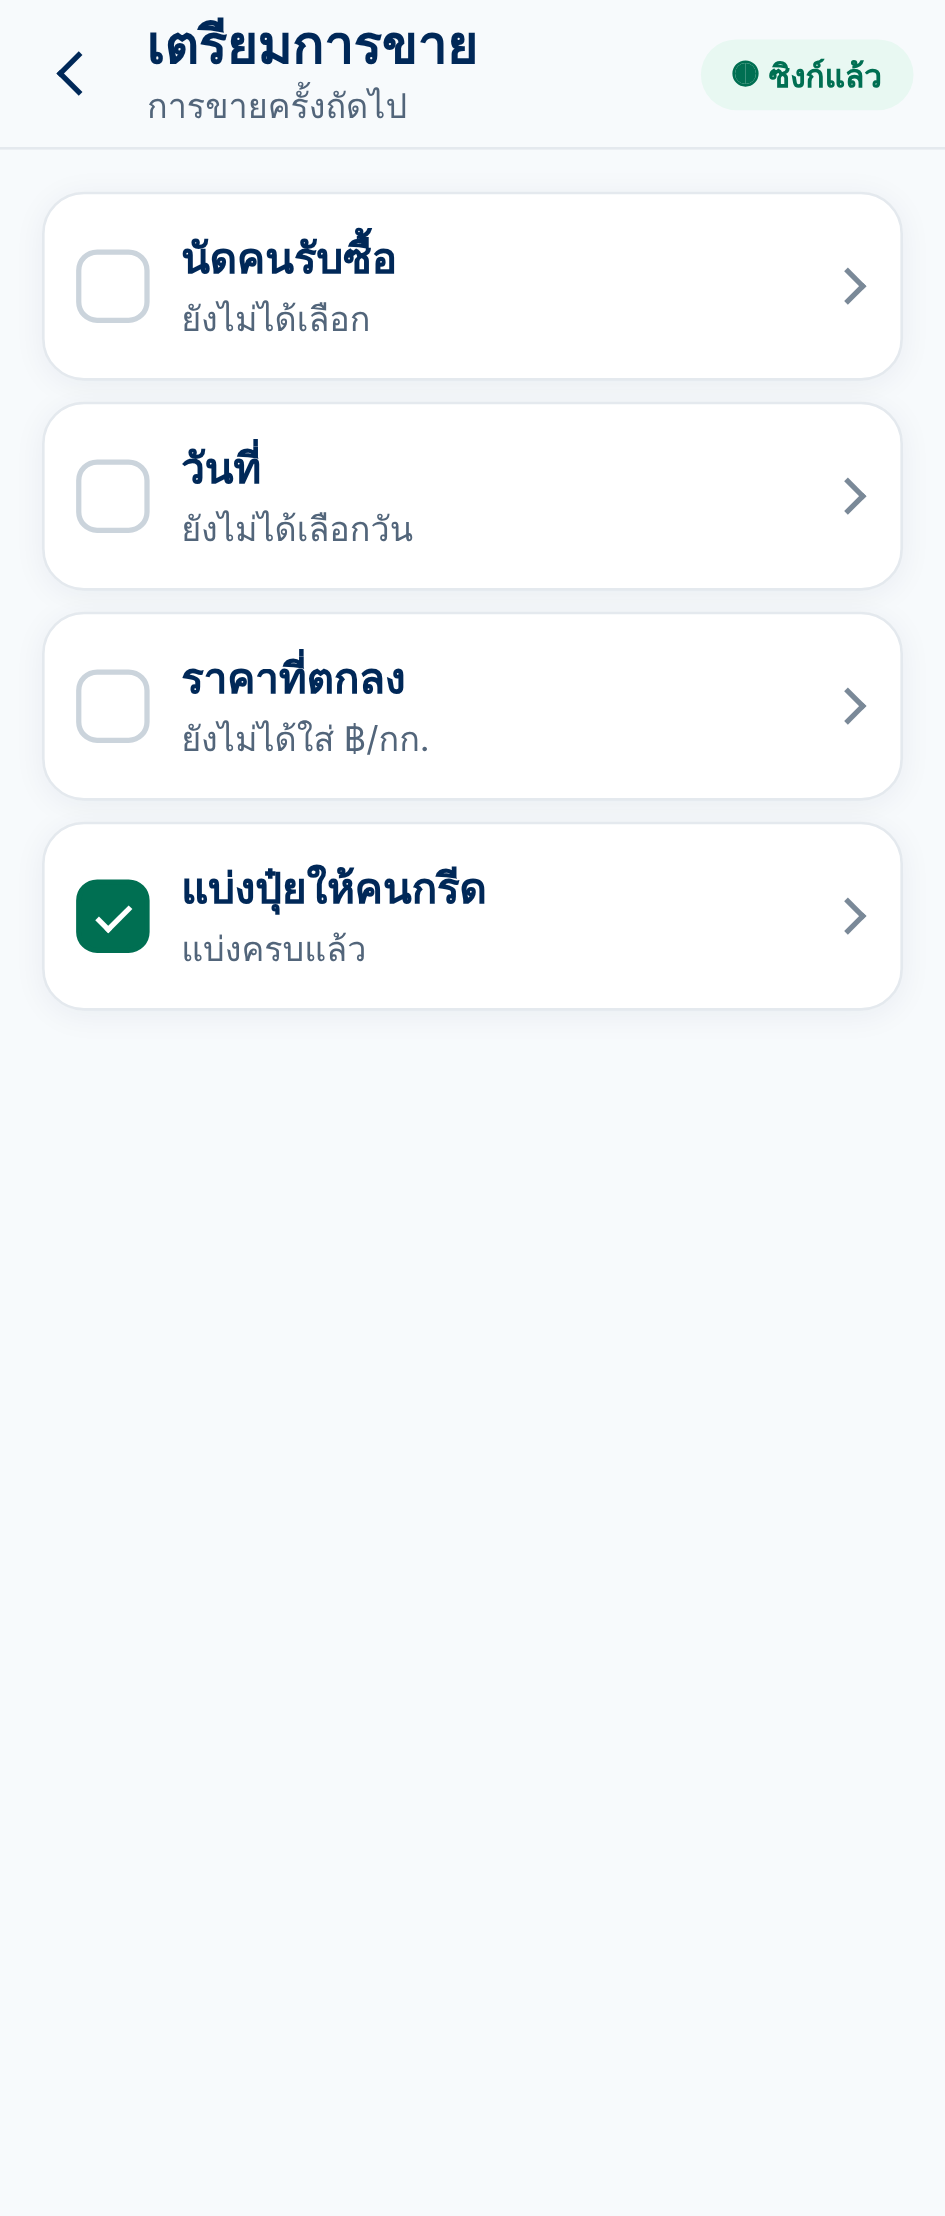 เตรียมการขาย
การขายครั้งถัดไป
ซิงก์แล้ว
นัดคนรับซื้อ
ยังไม่ได้เลือก
วันที่
ยังไม่ได้เลือกวัน
ราคาที่ตกลง
ยังไม่ได้ใส่ ฿/กก.
แบ่งปุ๋ยให้คนกรีด
แบ่งครบแล้ว